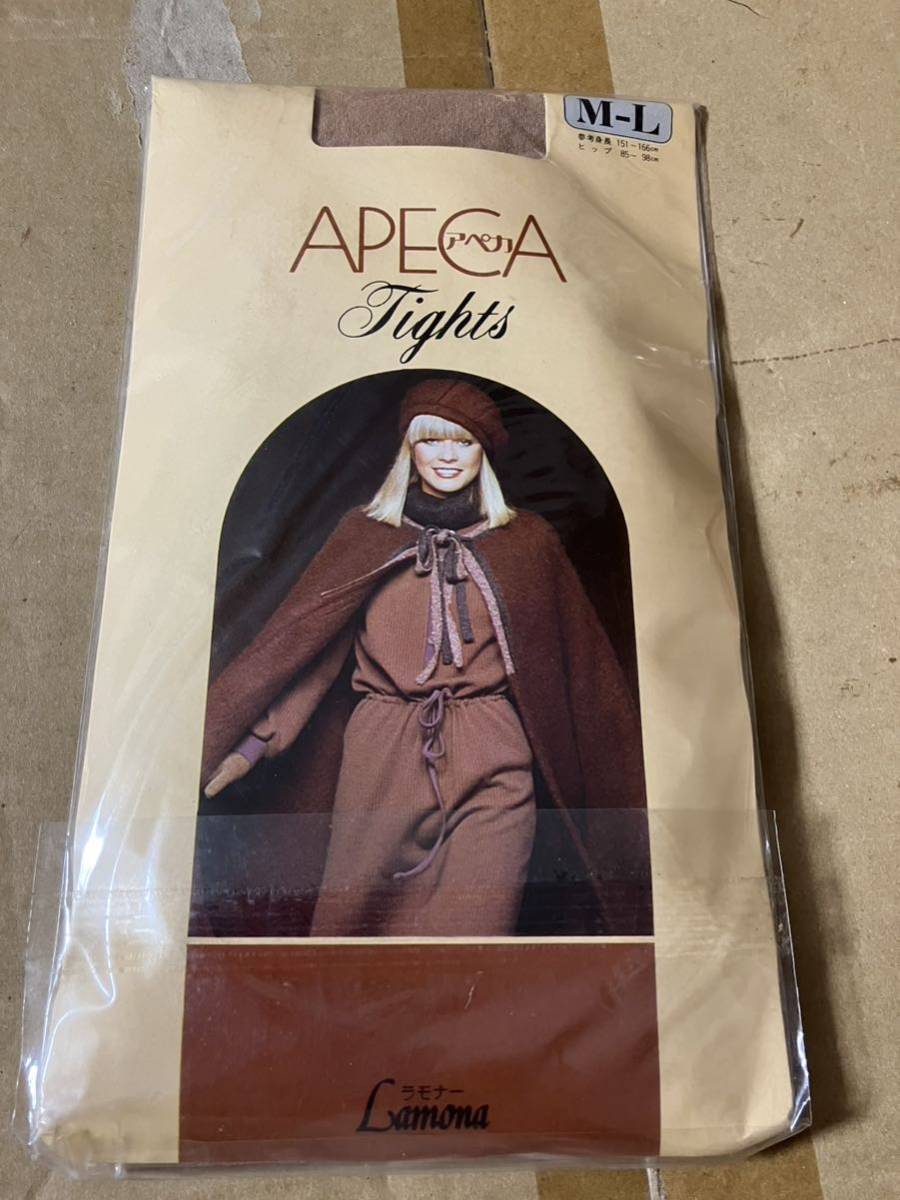 M-L
参考身長 151-166cm
ヒップ 85-98cm
APECA
アペカ
Tights
ラモナー
Lamona